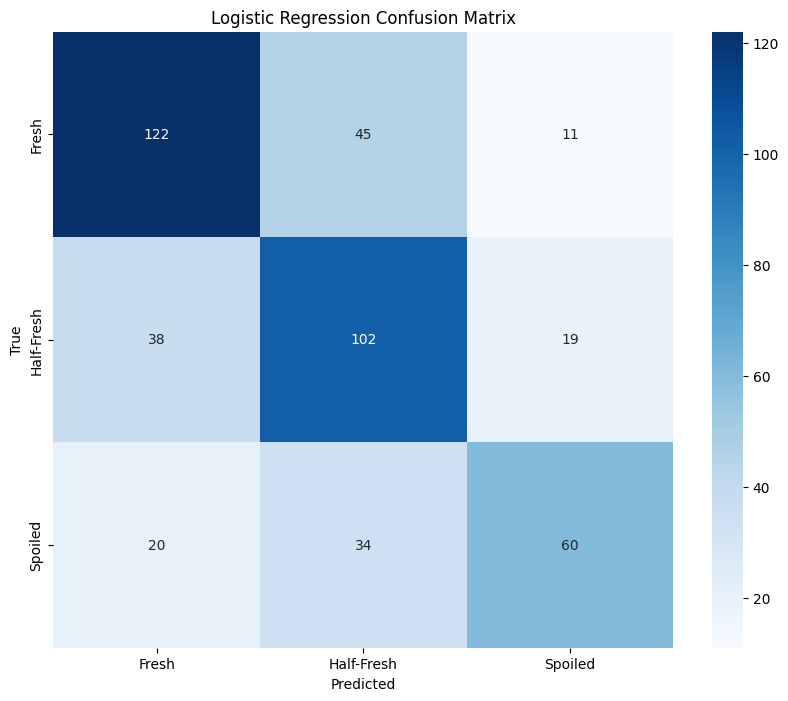 Logistic Regression Confusion Matrix
Fresh
122
45
11
Half-Fresh
38
102
19
Spoiled
20
34
60
True
Fresh
Half-Fresh
Spoiled
Predicted
120
100
80
60
40
20